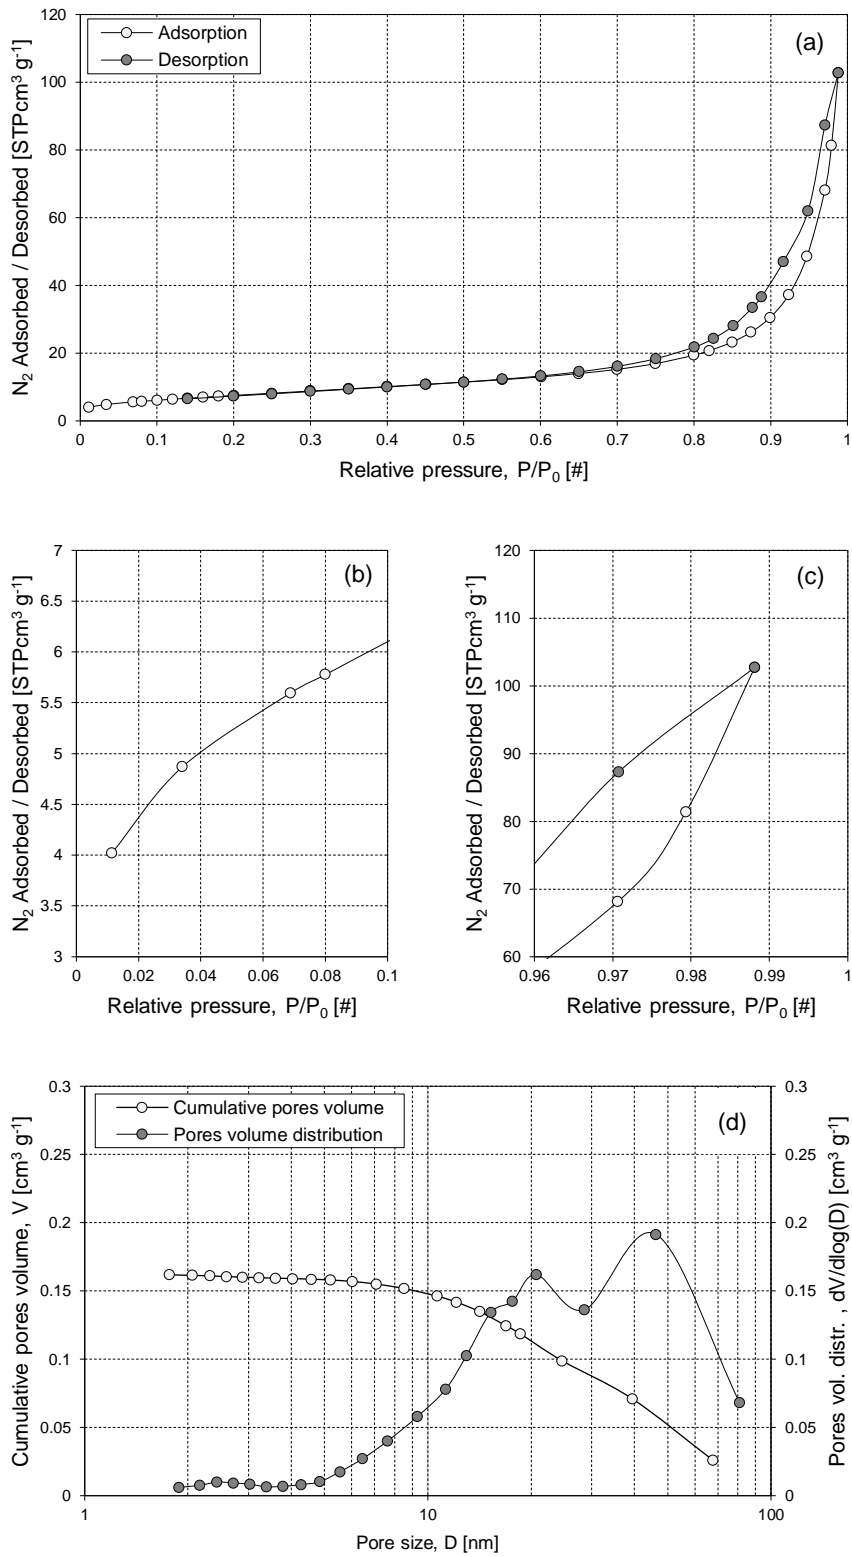 (a)
Adsorption
Desorption
N2 Adsorbed / Desorbed [STPcm3 g-1]
120
100
80
60
40
20
0
0 0.1 0.2 0.3 0.4 0.5 0.6 0.7 0.8 0.9 1
Relative pressure, P/P0 [#]
(b)
N2 Adsorbed / Desorbed [STPcm3 g-1]
7
6.5
6
5.5
5
4.5
4
3.5
3
0 0.02 0.04 0.06 0.08 0.1
Relative pressure, P/P0 [#]
(c)
N2 Adsorbed / Desorbed [STPcm3 g-1]
120
110
100
90
80
70
60
0.96 0.97 0.98 0.99 1
Relative pressure, P/P0 [#]
(d)
Cumulative pores volume
Pores volume distribution
Cumulative pores volume, V [cm3 g-1]
0.3
0.25
0.2
0.15
0.1
0.05
0
0.3
0.25
0.2
0.15
0.1
0.05
0
Pores vol. distr. , dV/dlog(D) [cm3 g-1]
1 10 100
Pore size, D [nm]